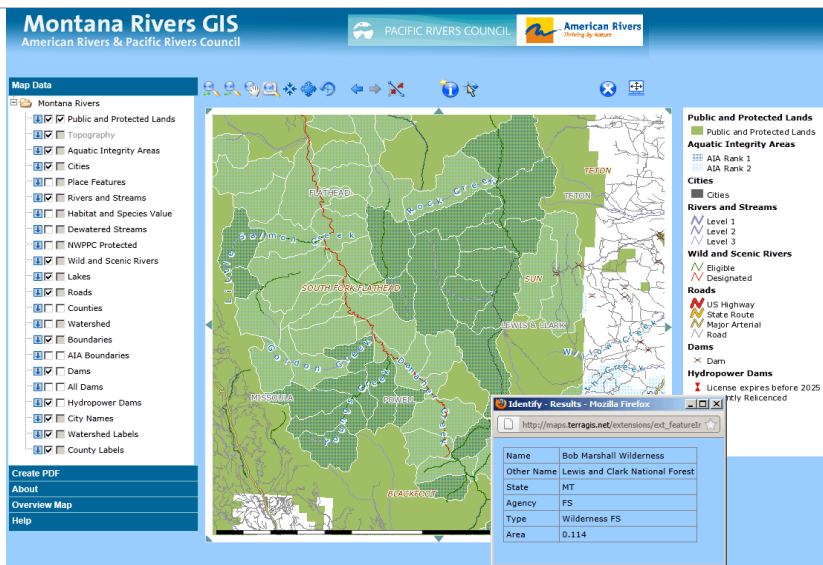 Montana Rivers GIS
American Rivers & Pacific Rivers Council
PACIFIC RIVERS COUNCIL
American Rivers
Thriving by Nature
Map Data
Montana Rivers
Public and Protected Lands
Topography
Aquatic Integrity Areas
Cities
Place Features
Rivers and Streams
Habitat and Species Value
Dewatered Streams
NWPPC Protected
Wild and Scenic Rivers
Lakes
Roads
Counties
Watershed
Boundaries
AIA Boundaries
Dams
All Dams
Hydropower Dams
City Names
Watershed Labels
County Labels
Create PDF
About
Overview Map
Help
TETON
FLATHEAD
TETON
Rock Creek
Little Salmon Creek
SUN
SOUTH FORK FLATHEAD
LEWIS & CLARK
Gordon Creek
Danaher Creek
Youngs Creek
MISSOULA
POWELL
BLACKFOOT
Public and Protected Lands
Public and Protected Lands
Aquatic Integrity Areas
AIA Rank 1
AIA Rank 2
Cities
Cities
Rivers and Streams
Level 1
Level 2
Level 3
Wild and Scenic Rivers
Eligible
Designated
Roads
US Highway
State Route
Major Arterial
Road
Dams
Dam
Hydropower Dams
License expires before 2025
ntly Relicenced
Identify - Results - Mozilla Firefox
http://maps.terragis.net/extensions/ext_featureIr
Name Bob Marshall Wilderness
Other Name Lewis and Clark National Forest
State MT
Agency FS
Type Wilderness FS
Area 0.114